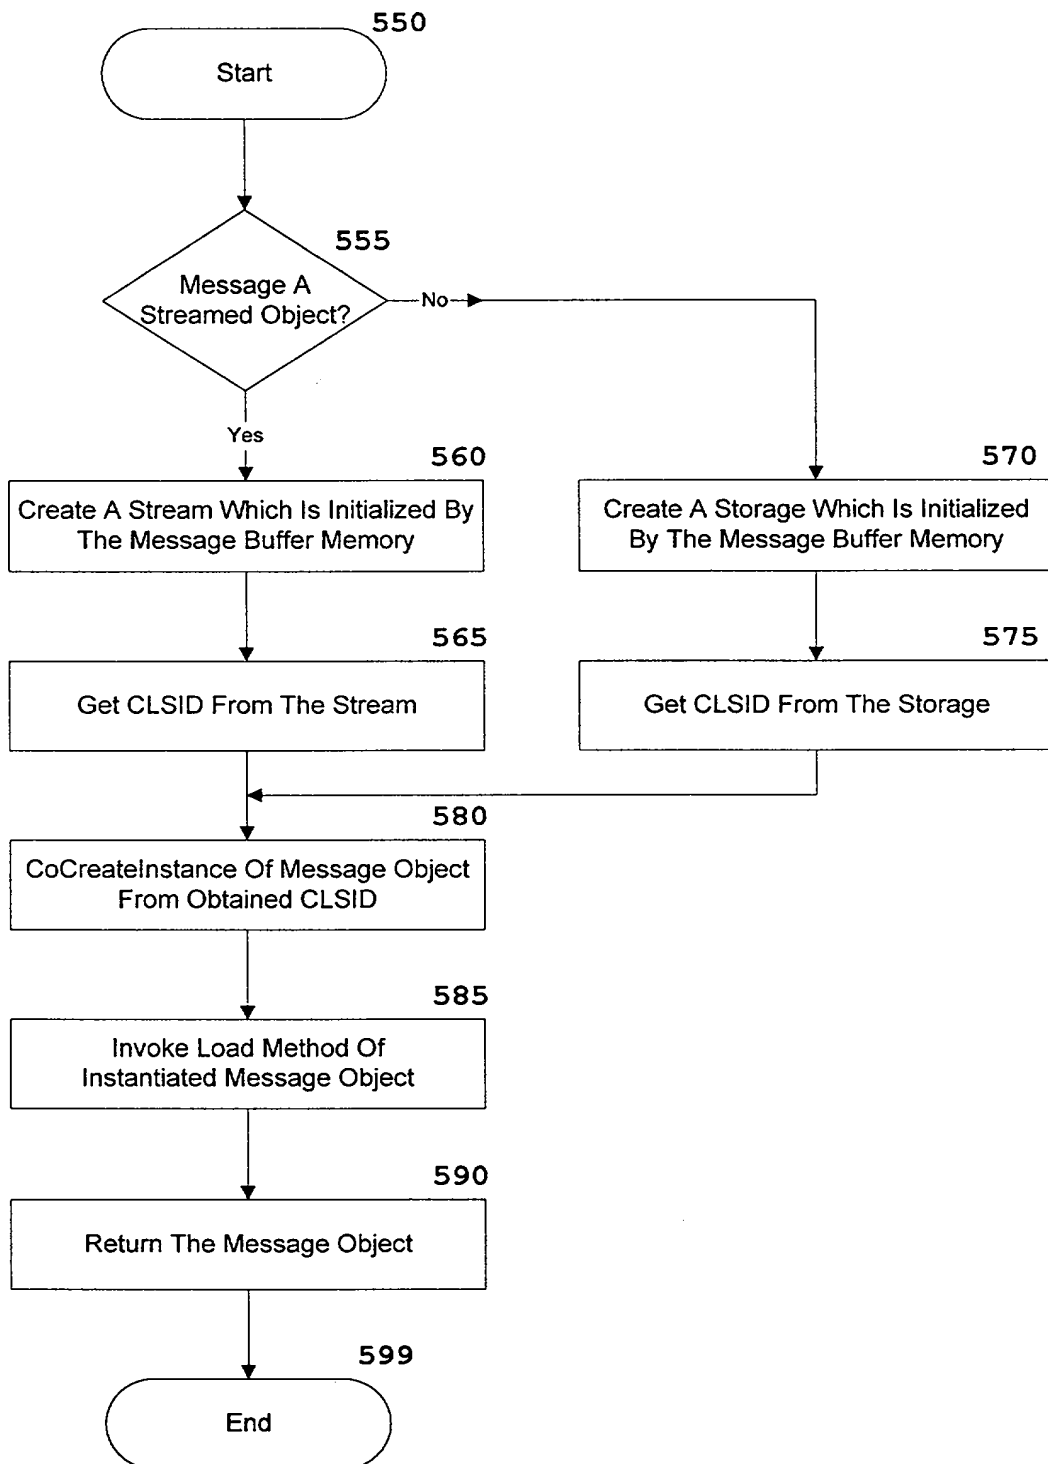 550
Start
555
Message A
Streamed Object?
No
Yes
560
Create A Stream Which Is Initialized By
The Message Buffer Memory
570
Create A Storage Which Is Initialized
By The Message Buffer Memory
565
Get CLSID From The Stream
575
Get CLSID From The Storage
580
CoCreateInstance Of Message Object
From Obtained CLSID
585
Invoke Load Method Of
Instantiated Message Object
590
Return The Message Object
599
End